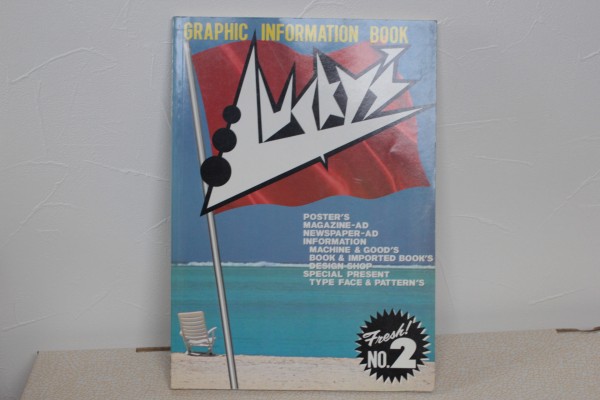 GRAPHIC INFORMATION BOOK
Lucky's
POSTER'S
MAGAZINE-AD
NEWSPAPER-AD
INFORMATION
MACHINE & GOOD'S
BOOK & IMPORTED BOOK'S
DESIGN SHOP
SPECIAL PRESENT
TYPE FACE & PATTERN'S
Fresh!
NO.2